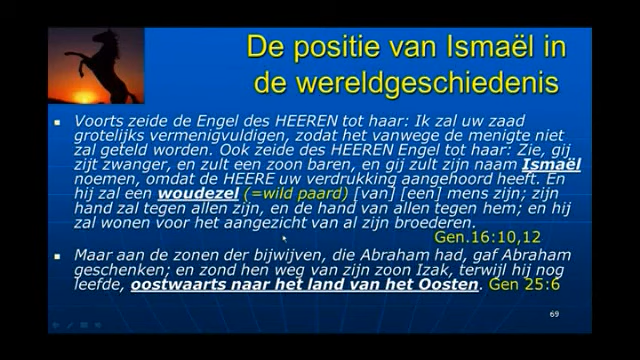 De positie van Ismaël in
de wereldgeschiedenis
Voorts zeide de Engel des HEEREN tot haar: Ik zal uw zaad
grotelijks vermenigvuldigen, zodat het vanwege de menigte niet
zal geteld worden. Ook zeide des HEEREN Engel tot haar: Zie, gij
zijt zwanger, en zult een zoon baren, en gij zult zijn naam Ismaël
noemen, omdat de HEERE uw verdrukking aangehoord heeft. En
hij zal een woudezel (=wild paard) [van] [een] mens zijn; zijn
hand zal tegen allen zijn, en de hand van allen tegen hem; en hij
zal wonen voor het aangezicht van al zijn broederen.
Gen.16:10,12
Maar aan de zonen der bijwijven, die Abraham had, gaf Abraham
geschenken; en zond hen weg van zijn zoon Izak, terwijl hij nog
leefde, oostwaarts naar het land van het Oosten. Gen 25:6
69